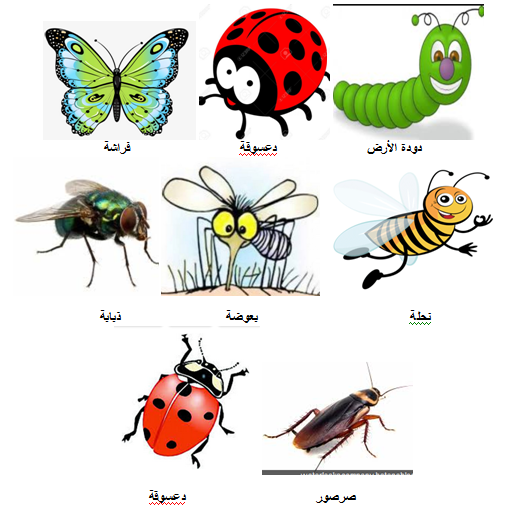 دودة الأرض دعسوقة فراشة
نحلة بعوضة ذبابة
صرصور دعسوقة